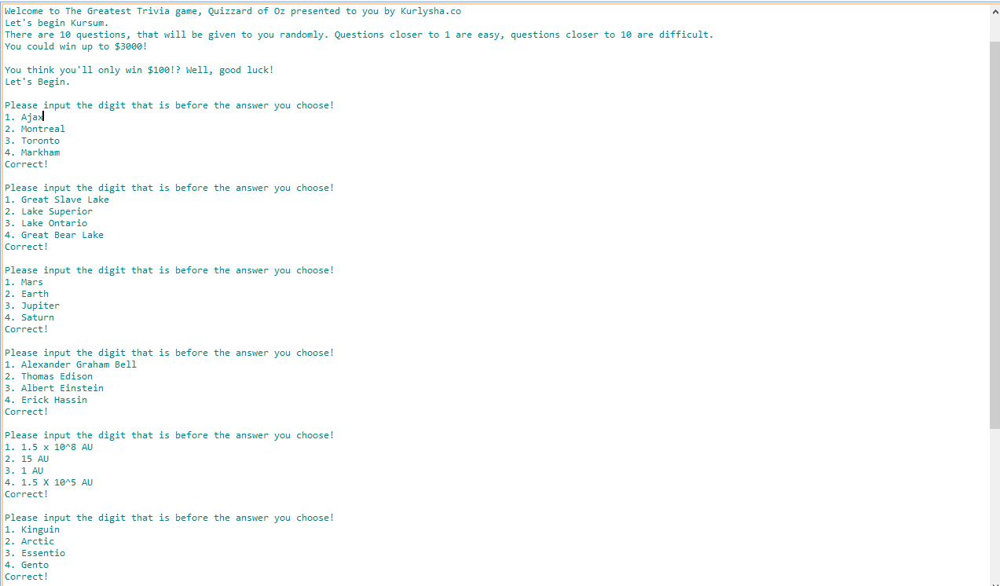 Welcome to The Greatest Trivia game, Quizzard of Oz presented to you by Kurlysha.co
Let's begin Kursum.
There are 10 questions, that will be given to you randomly. Questions closer to 1 are easy, questions closer to 10 are difficult.
You could win up to $3000!
You think you'll only win $100!? Well, good luck!
Let's Begin.
Please input the digit that is before the answer you choose!
1. Ajax
2. Montreal
3. Toronto
4. Markham
Correct!
Please input the digit that is before the answer you choose!
1. Great Slave Lake
2. Lake Superior
3. Lake Ontario
4. Great Bear Lake
Correct!
Please input the digit that is before the answer you choose!
1. Mars
2. Earth
3. Jupiter
4. Saturn
Correct!
Please input the digit that is before the answer you choose!
1. Alexander Graham Bell
2. Thomas Edison
3. Albert Einstein
4. Erick Hassin
Correct!
Please input the digit that is before the answer you choose!
1. 1.5 x 10^8 AU
2. 15 AU
3. 1 AU
4. 1.5 X 10^5 AU
Correct!
Please input the digit that is before the answer you choose!
1. Kinguin
2. Arctic
3. Essentio
4. Gento
Correct!